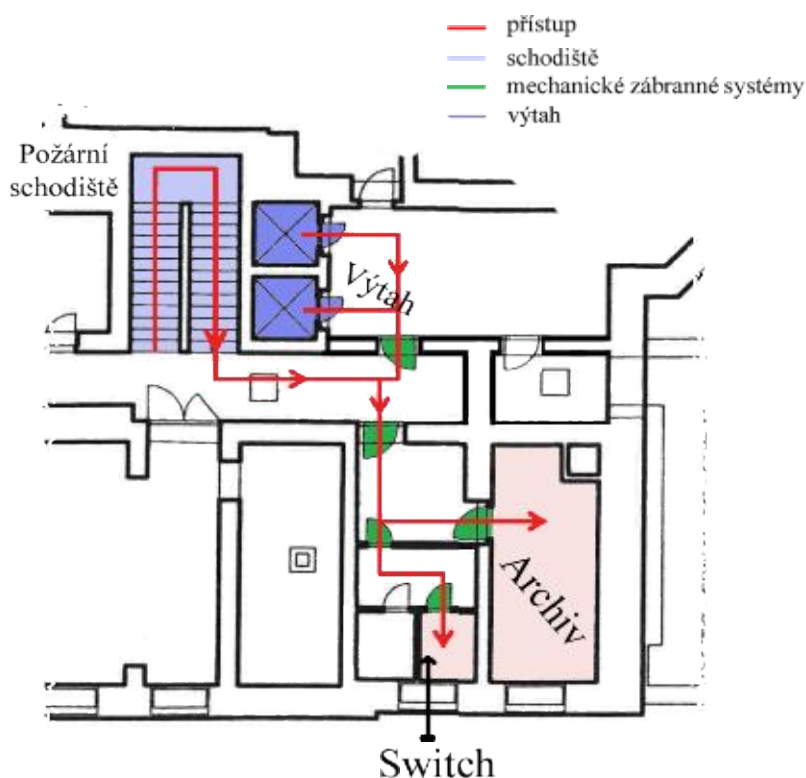 přístup
schodiště
mechanické zábranné systémy
výtah
Požární
schodiště
Výtah
Archiv
Switch